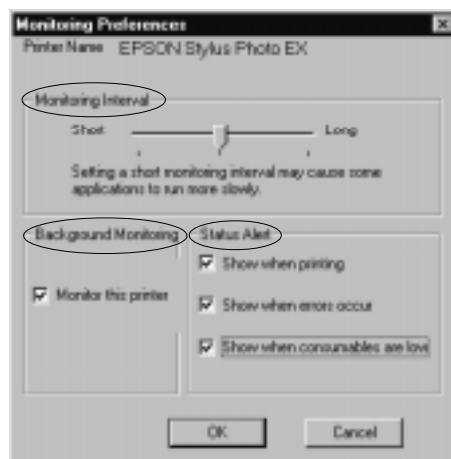 Monitoring Preferences
Printer Name EPSON Stylus Photo EX
Monitoring Interval
Short Long
Setting a short monitoring interval may cause some
applications to run more slowly.
Background Monitoring
Monitor this printer
Status Alert
Show when printing
Show when errors occur
Show when consumables are low
OK Cancel